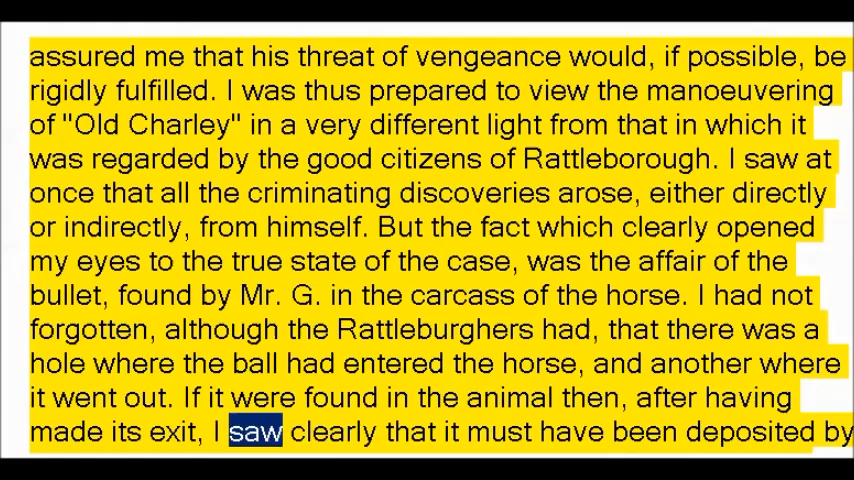 assured me that his threat of vengeance would, if possible, be
rigidly fulfilled. I was thus prepared to view the manoeuvering
of "Old Charley" in a very different light from that in which it
was regarded by the good citizens of Rattleborough. I saw at
once that all the criminating discoveries arose, either directly
or indirectly, from himself. But the fact which clearly opened
my eyes to the true state of the case, was the affair of the
bullet, found by Mr. G. in the carcass of the horse. I had not
forgotten, although the Rattleburghers had, that there was a
hole where the ball had entered the horse, and another where
it went out. If it were found in the animal then, after having
made its exit, I saw clearly that it must have been deposited by